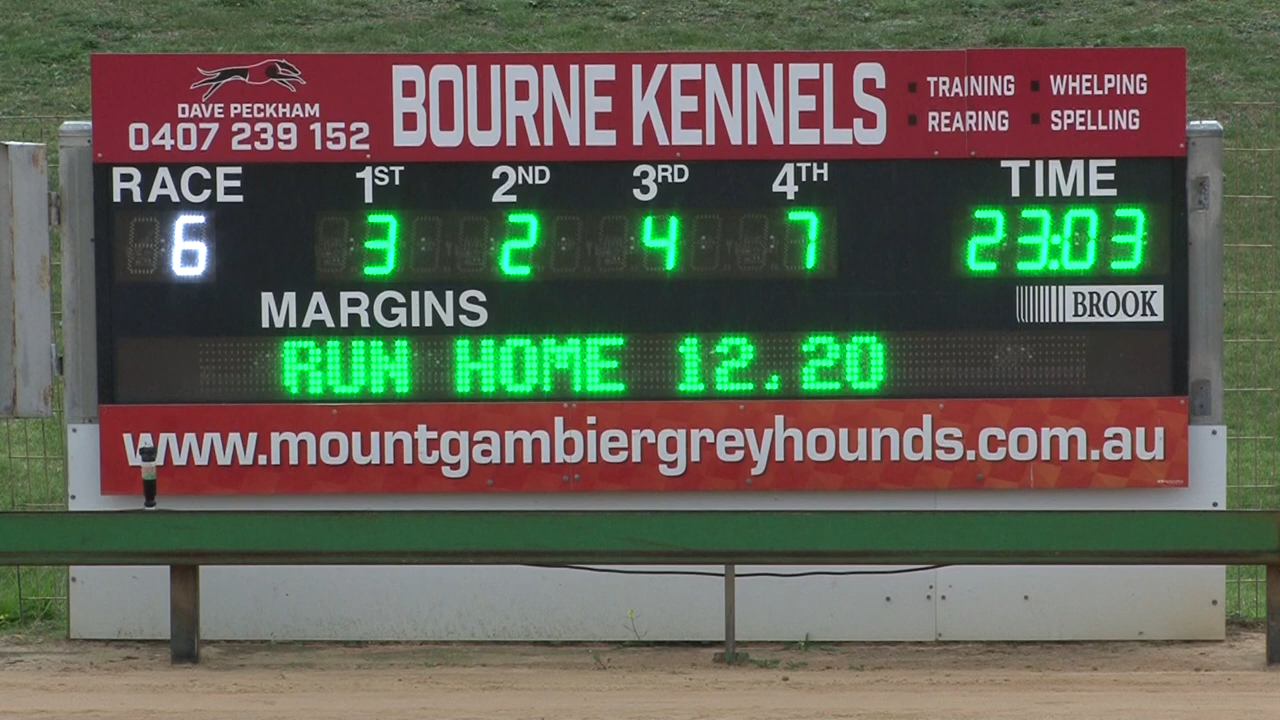 DAVE PECKHAM
0407 239 152
BOURNE KENNELS
TRAINING WHELPING
REARING SPELLING
RACE 1ST 2ND 3RD 4TH TIME
6 3 2 4 7 23:03
MARGINS
BROOK
RUN HOME 12.20
www.mountgambiergreyhounds.com.au